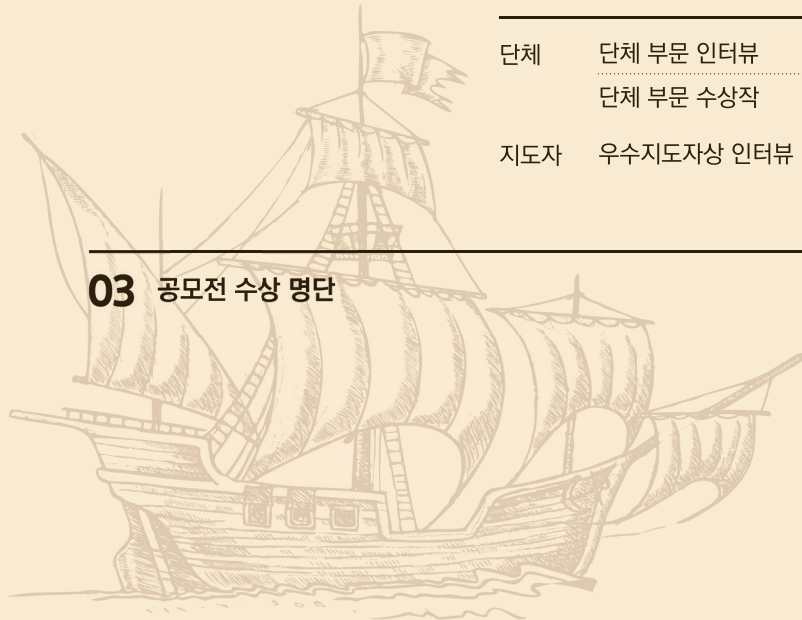 단체 단체 부문 인터뷰
단체 부문 수상작
지도자 우수지도자상 인터뷰
03 공모전 수상 명단